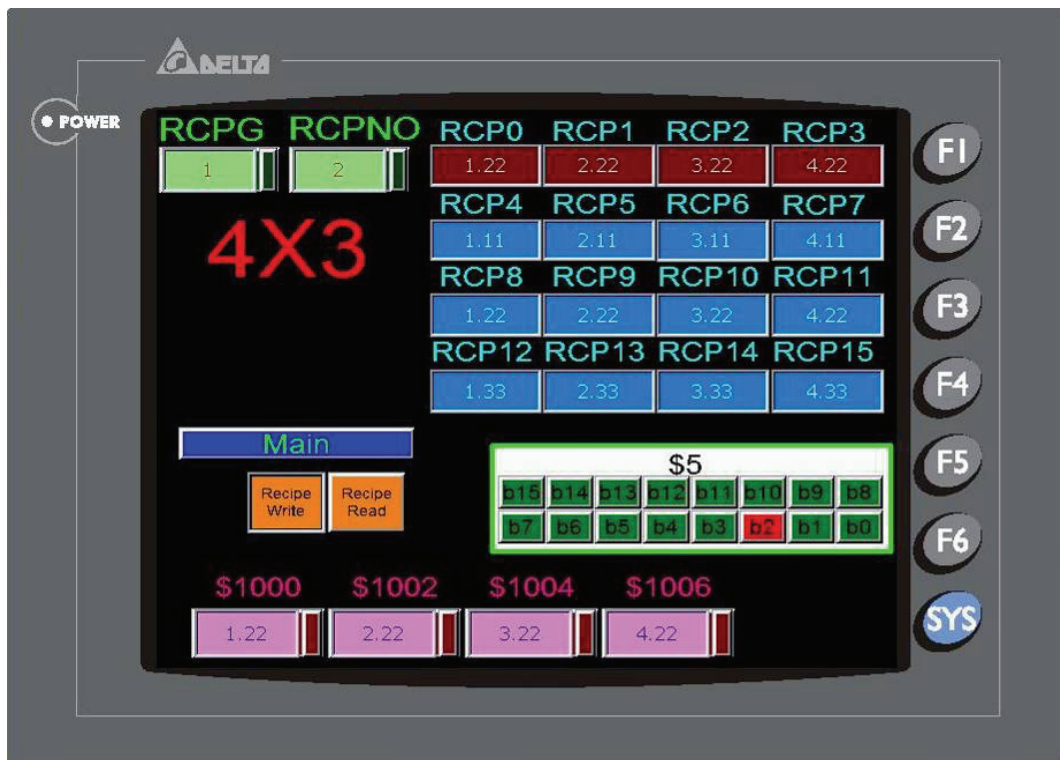 DELTA
POWER
RCPG RCPNO RCP0 RCP1 RCP2 RCP3
1 2 1.22 2.22 3.22 4.22
RCP4 RCP5 RCP6 RCP7
4X3
1.11 2.11 3.11 4.11
RCP8 RCP9 RCP10 RCP11
1.22 2.22 3.22 4.22
RCP12 RCP13 RCP14 RCP15
1.33 2.33 3.33 4.33
Main
Recipe Write
Recipe Read
$5
b15 b14 b13 b12 b11 b10 b9 b8
b7 b6 b5 b4 b3 b2 b1 b0
$1000 $1002 $1004 $1006
1.22 2.22 3.22 4.22
F1
F2
F3
F4
F5
F6
SYS